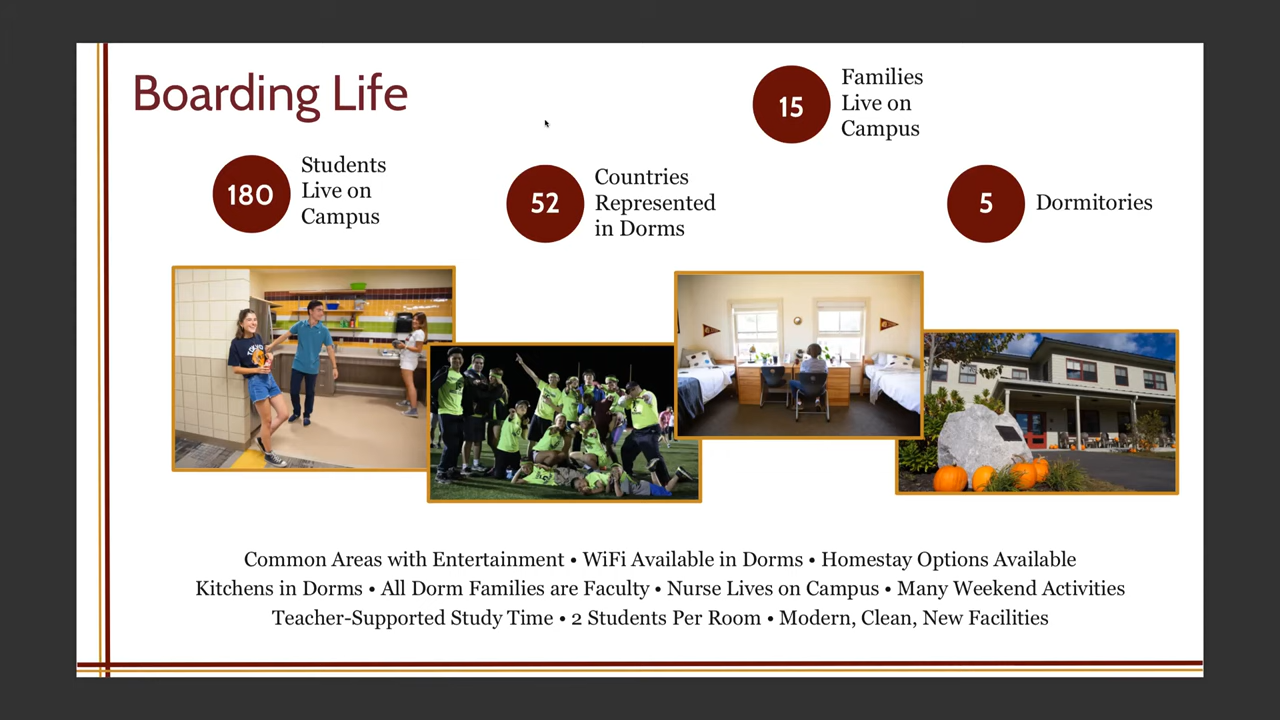 Boarding Life
15
Families
Live on
Campus
180
Students
Live on
Campus
52
Countries
Represented
in Dorms
5
Dormitories
Common Areas with Entertainment • WiFi Available in Dorms • Homestay Options Available
Kitchens in Dorms • All Dorm Families are Faculty • Nurse Lives on Campus • Many Weekend Activities
Teacher-Supported Study Time • 2 Students Per Room • Modern, Clean, New Facilities